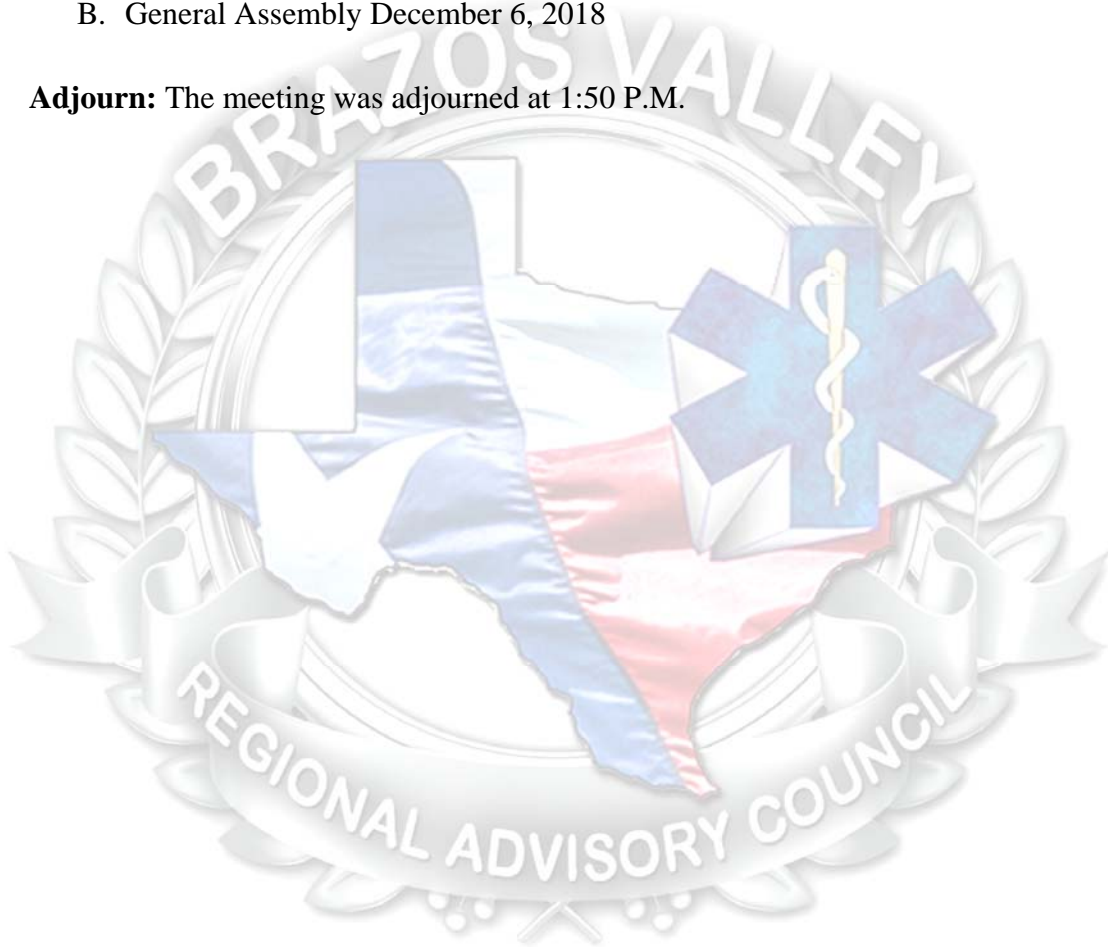 B. General Assembly December 6, 2018
Adjourn: The meeting was adjourned at 1:50 P.M.
BRAZOS VALLEY
REGIONAL ADVISORY COUNCIL